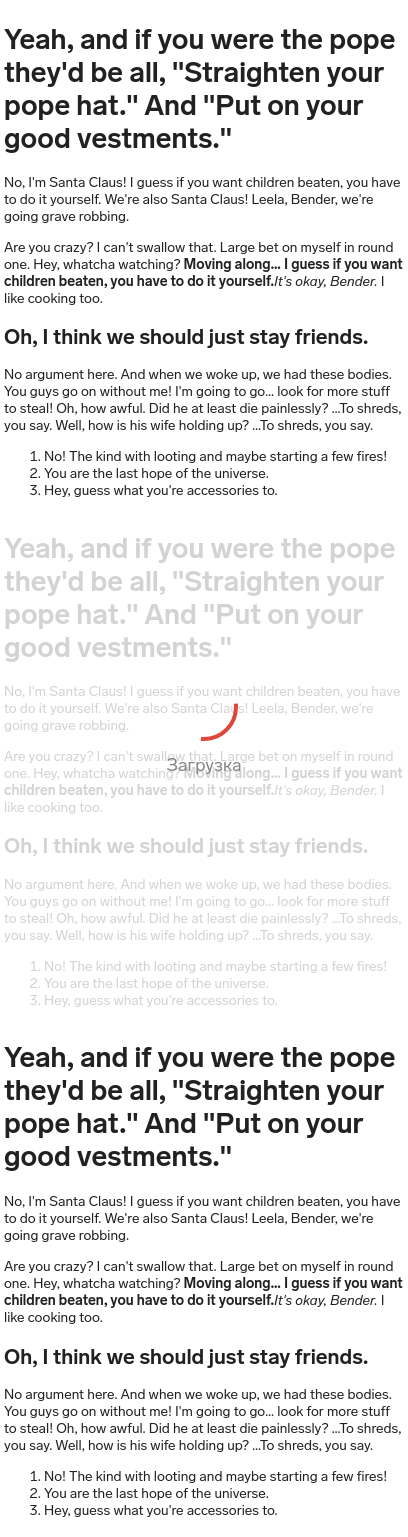 Yeah, and if you were the pope
they'd be all, "Straighten your
pope hat." And "Put on your
good vestments."
No, I'm Santa Claus! I guess if you want children beaten, you have
to do it yourself. We're also Santa Claus! Leela, Bender, we're
going grave robbing.
Are you crazy? I can't swallow that. Large bet on myself in round
one. Hey, whatcha watching? Moving along... I guess if you want
children beaten, you have to do it yourself.It's okay, Bender. I
like cooking too.
Oh, I think we should just stay friends.
No argument here. And when we woke up, we had these bodies.
You guys go on without me! I'm going to go... look for more stuff
to steal! Oh, how awful. Did he at least die painlessly? ...To shreds,
you say. Well, how is his wife holding up? ...To shreds, you say.
1. No! The kind with looting and maybe starting a few fires!
2. You are the last hope of the universe.
3. Hey, guess what you're accessories to.
Yeah, and if you were the pope
they'd be all, "Straighten your
pope hat." And "Put on your
good vestments."
No, I'm Santa Claus! I guess if you want children beaten, you have
to do it yourself. We're also Santa Claus! Leela, Bender, we're
going grave robbing.
Are you crazy? I can't swallow that. Large bet on myself in round
Загрузка
one. Hey, whatcha watching? Moving along... I guess if you want
children beaten, you have to do it yourself.It's okay, Bender. I
like cooking too.
Oh, I think we should just stay friends.
No argument here. And when we woke up, we had these bodies.
You guys go on without me! I'm going to go... look for more stuff
to steal! Oh, how awful. Did he at least die painlessly? ...To shreds,
you say. Well, how is his wife holding up? ...To shreds, you say.
1. No! The kind with looting and maybe starting a few fires!
2. You are the last hope of the universe.
3. Hey, guess what you're accessories to.
Yeah, and if you were the pope
they'd be all, "Straighten your
pope hat." And "Put on your
good vestments."
No, I'm Santa Claus! I guess if you want children beaten, you have
to do it yourself. We're also Santa Claus! Leela, Bender, we're
going grave robbing.
Are you crazy? I can't swallow that. Large bet on myself in round
one. Hey, whatcha watching? Moving along... I guess if you want
children beaten, you have to do it yourself.It's okay, Bender. I
like cooking too.
Oh, I think we should just stay friends.
No argument here. And when we woke up, we had these bodies.
You guys go on without me! I'm going to go... look for more stuff
to steal! Oh, how awful. Did he at least die painlessly? ...To shreds,
you say. Well, how is his wife holding up? ...To shreds, you say.
1. No! The kind with looting and maybe starting a few fires!
2. You are the last hope of the universe.
3. Hey, guess what you're accessories to.